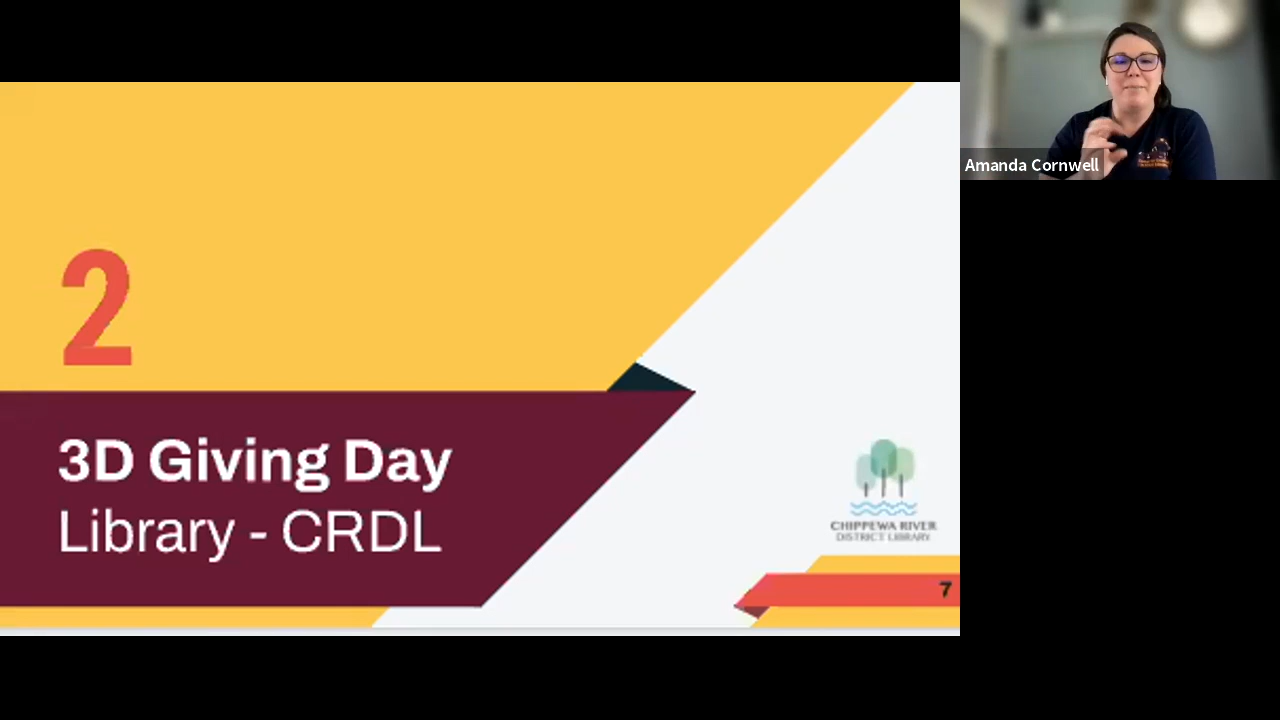 2
3D Giving Day
Library - CRDL
CHIPPEWA RIVER
DISTRICT LIBRARY
7
Amanda Cornwell